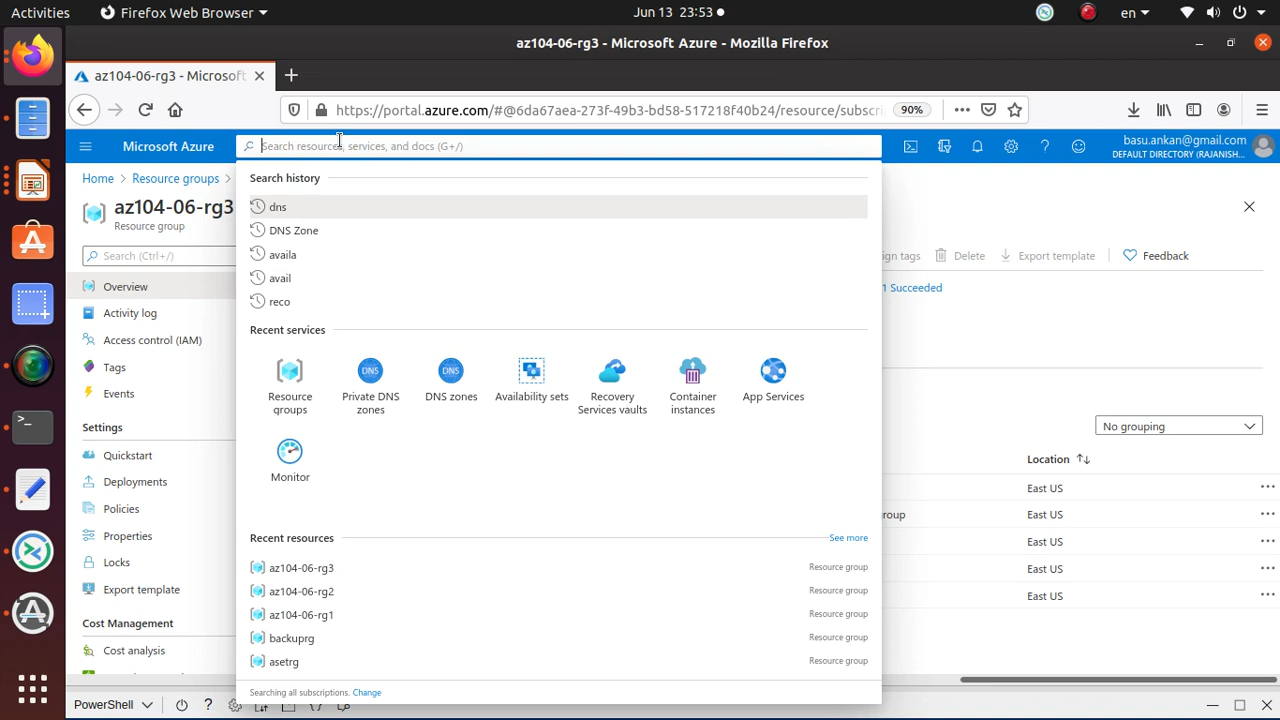 Activities
Firefox Web Browser
Jun 13 23:53
en
az104-06-rg3 - Microsoft Azure - Mozilla Firefox
az104-06-rg3 - Microsoft
https://portal.azure.com/#@6da67aea-273f-49b3-bd58-517218f40b24/resource/subscri
90%
Microsoft Azure
Search resources, services, and docs (G+/)
basu.ankan@gmail.com
DEFAULT DIRECTORY (RAJANISH...
Home
Resource groups
az104-06-rg3
Resource group
Search (Ctrl+/)
Overview
Activity log
Access control (IAM)
Tags
Events
Settings
Quickstart
Deployments
Policies
Properties
Locks
Export template
Cost Management
Cost analysis
Search history
dns
DNS Zone
availa
avail
reco
Recent services
Resource groups
Private DNS zones
DNS zones
Availability sets
Recovery Services vaults
Container instances
App Services
Monitor
Recent resources
See more
az104-06-rg3 Resource group
az104-06-rg2 Resource group
az104-06-rg1 Resource group
backuprg Resource group
asetrg Resource group
Searching all subscriptions. Change
ign tags
Delete
Export template
Feedback
1 Succeeded
No grouping
Location
East US
roup
East US
East US
East US
East US
PowerShell